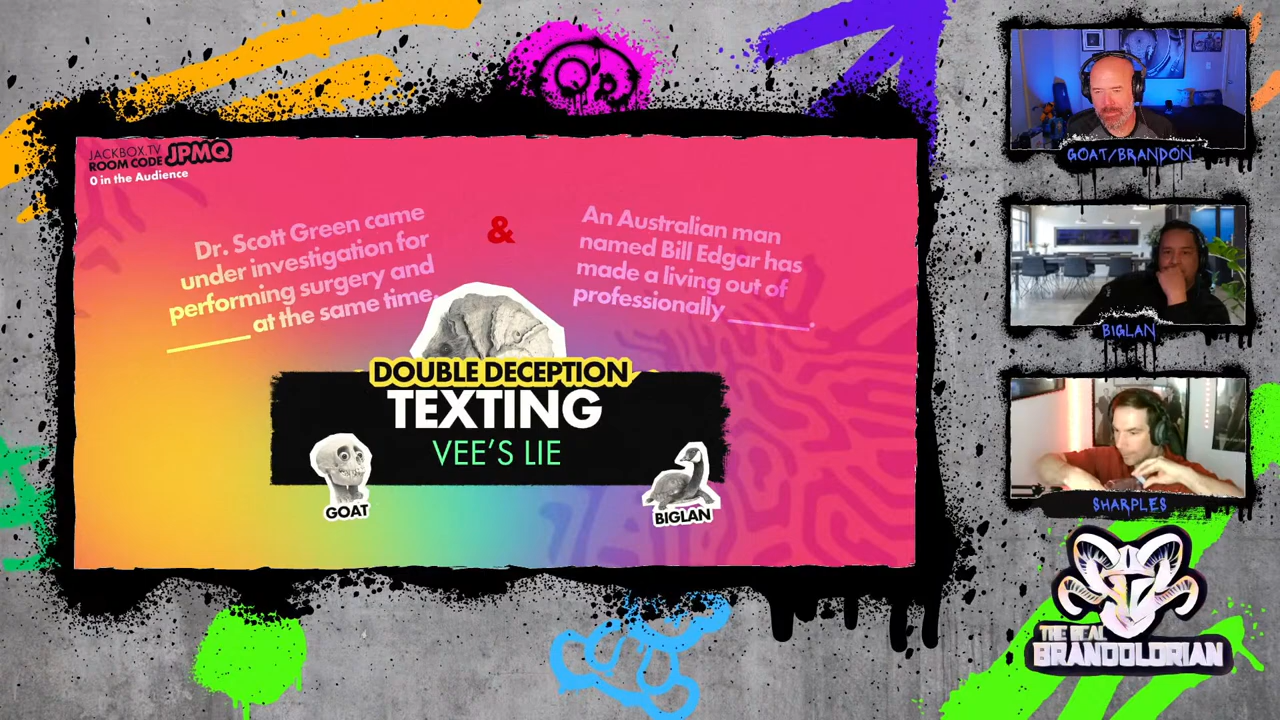 JACKBOX.TV
ROOM CODE JPMQ
0 in the Audience
Dr. Scott Green came
under investigation for
performing surgery and
______ at the same time.
&
An Australian man
named Bill Edgar has
made a living out of
professionally ______.
DOUBLE DECEPTION
TEXTING
VEE'S LIE
GOAT
BIGLAN
GOAT/BRANDON
BIGLAN
SHARPLES
THE REAL
BRANDOLORIAN